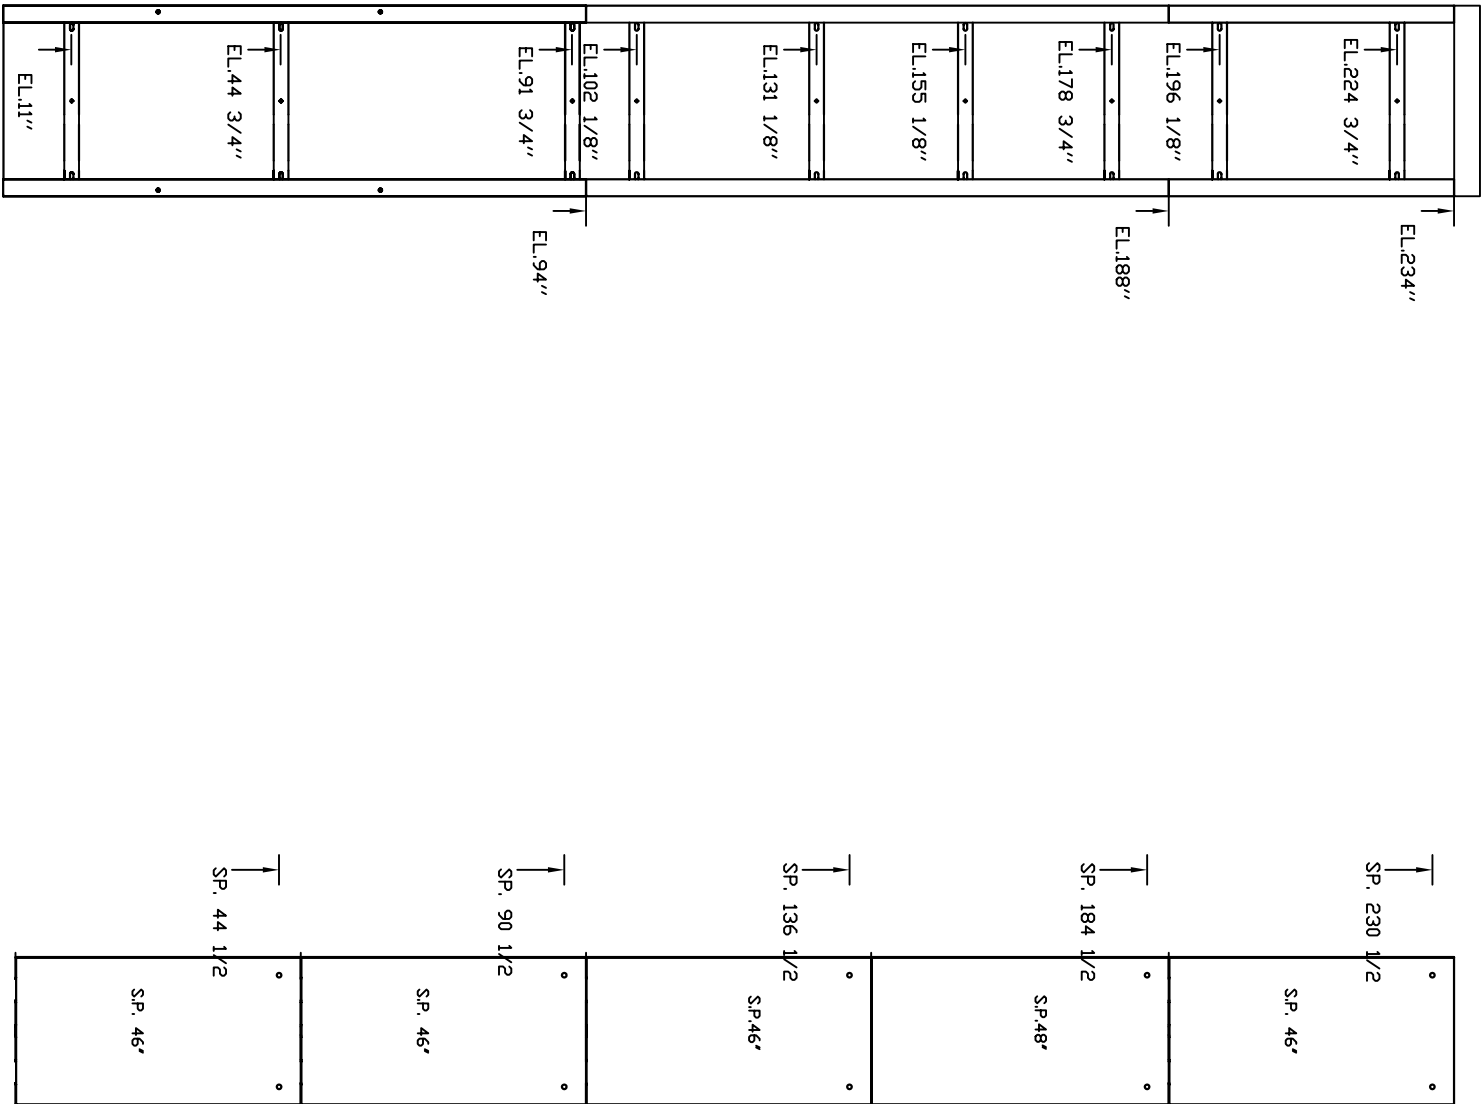 EL.11"
EL.44 3/4"
EL.91 3/4"
EL.102 1/8"
EL.131 1/8"
EL.155 1/8"
EL.178 3/4"
EL.196 1/8"
EL.224 3/4"
EL.94"
EL.188"
EL.234"
SP. 44 1/2
SP. 90 1/2
SP. 136 1/2
SP. 184 1/2
SP. 230 1/2
S.P. 46"
S.P. 46"
S.P.46"
S.P.48"
S.P. 46"